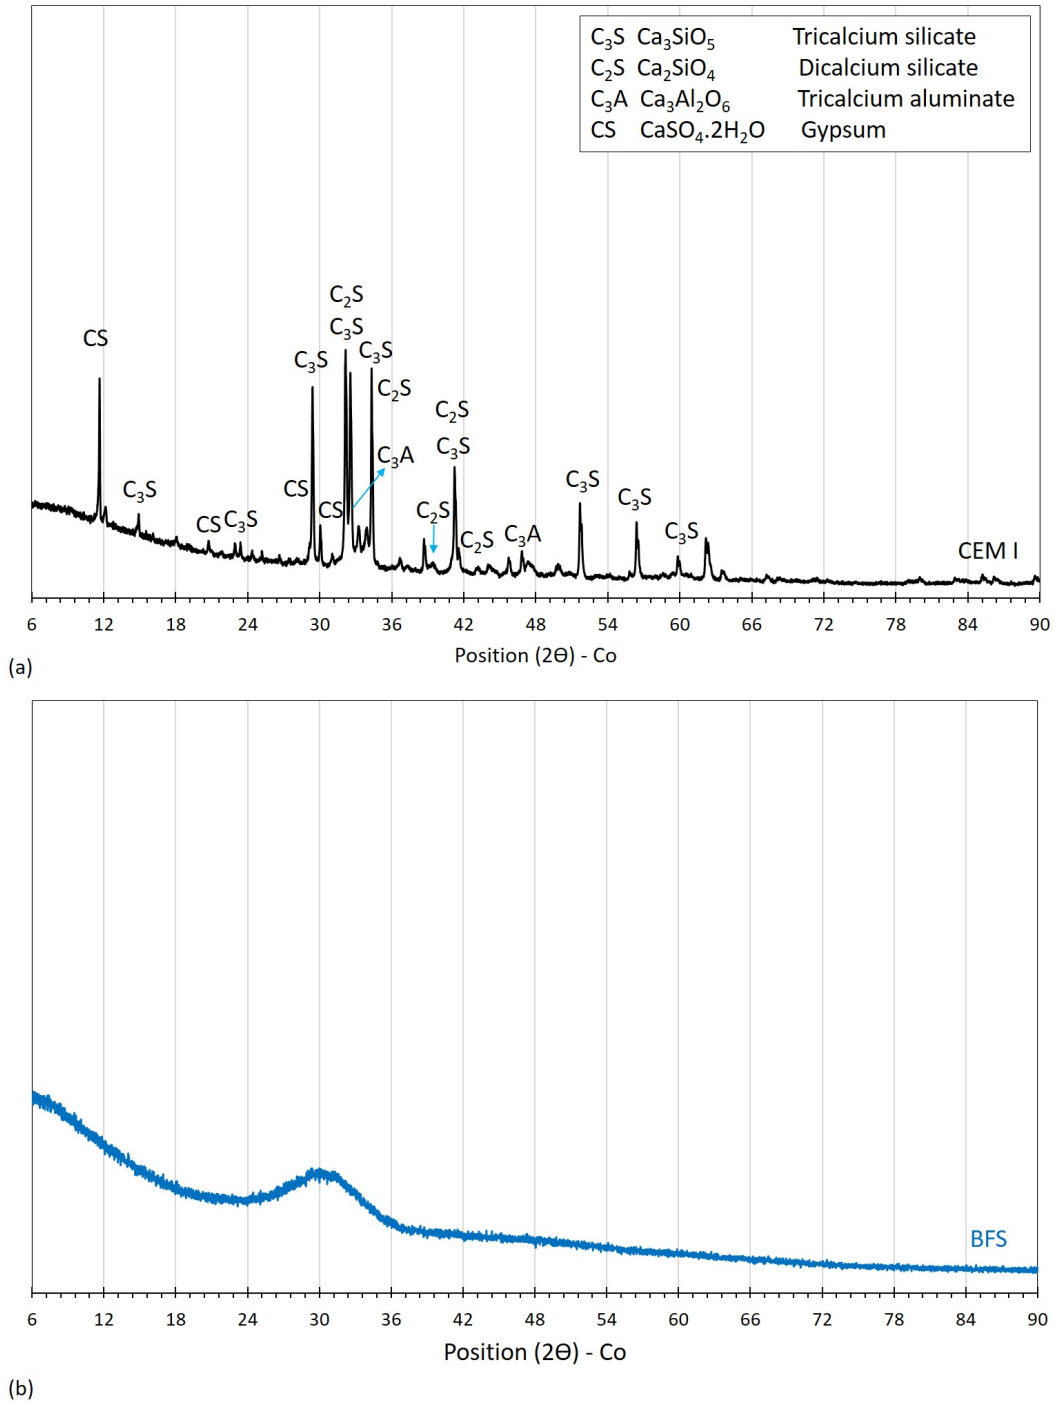 C₃S Ca₃SiO₅ Tricalcium silicate
C₂S Ca₂SiO₄ Dicalcium silicate
C₃A Ca₃Al₂O₆ Tricalcium aluminate
CS CaSO₄.2H₂O Gypsum
C₂S
CS
C₃S
C₃S
C₃S
C₂S
C₂S
C₃S
C₃A
C₃S
CS
C₃S
CS
C₃S
CS
C₂S
C₃S
C₃S
C₂S
C₃A
C₃S
CEM I
6 12 18 24 30 36 42 48 54 60 66 72 78 84 90
Position (2Θ) - Co
(a)
BFS
6 12 18 24 30 36 42 48 54 60 66 72 78 84 90
Position (2Θ) - Co
(b)